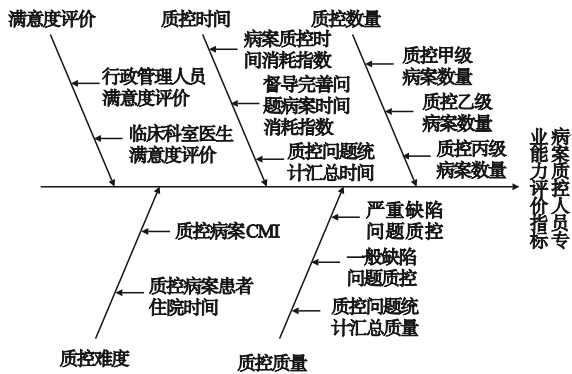 满意度评价
行政管理人员
满意度评价
临床科室医生
满意度评价
质控时间
病案质控时
间消耗指数
督导完善问
题病案时间
消耗指数
质控问题统
计汇总时间
质控数量
质控甲级
病案数量
质控乙级
病案数量
质控丙级
病案数量
质控病案CMI
质控病案患者
住院时间
质控难度
严重缺陷
问题质控
一般缺陷
问题质控
质控问题统
计汇总质量
质控质量
病案质控人员专
业能力评价指标